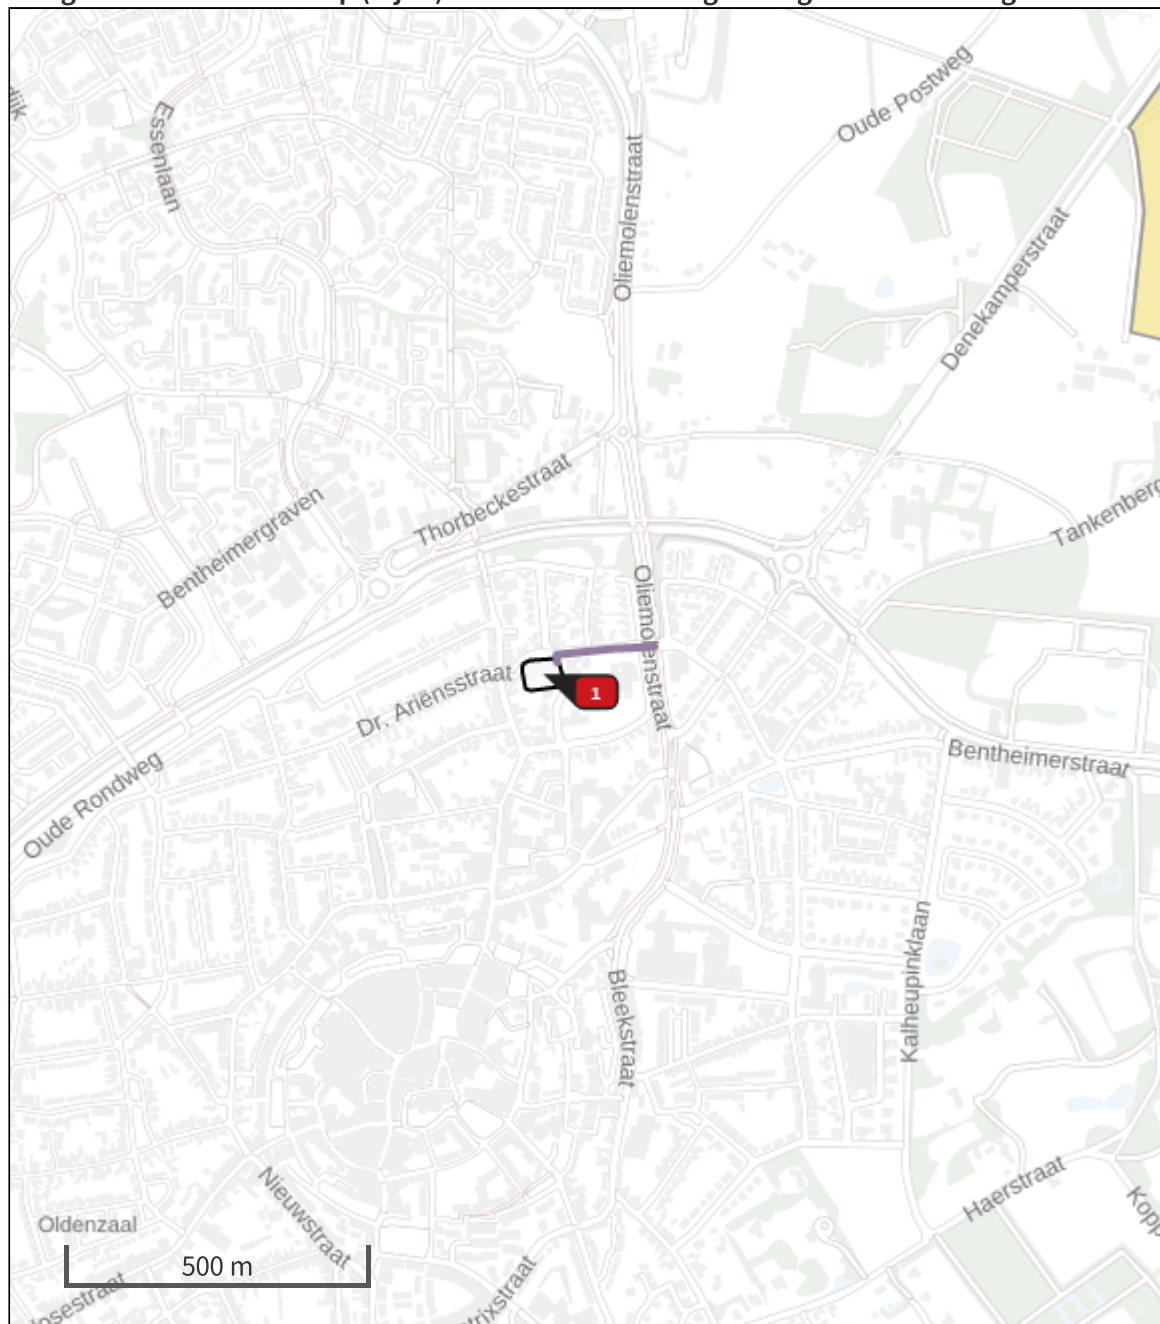 Oude Postweg
Essenlaan
Oliemolenstraat
Denekamperstraat
Thorbeckestraat
Bentheimergraven
Tankenberg
Oliemolenstraat
Dr. Ariënsstraat
1
Bentheimerstraat
Oude Rondweg
Kalheupinklaan
Bleekstraat
Nieuwstraat
Haerstraat
Oldenzaal
500 m